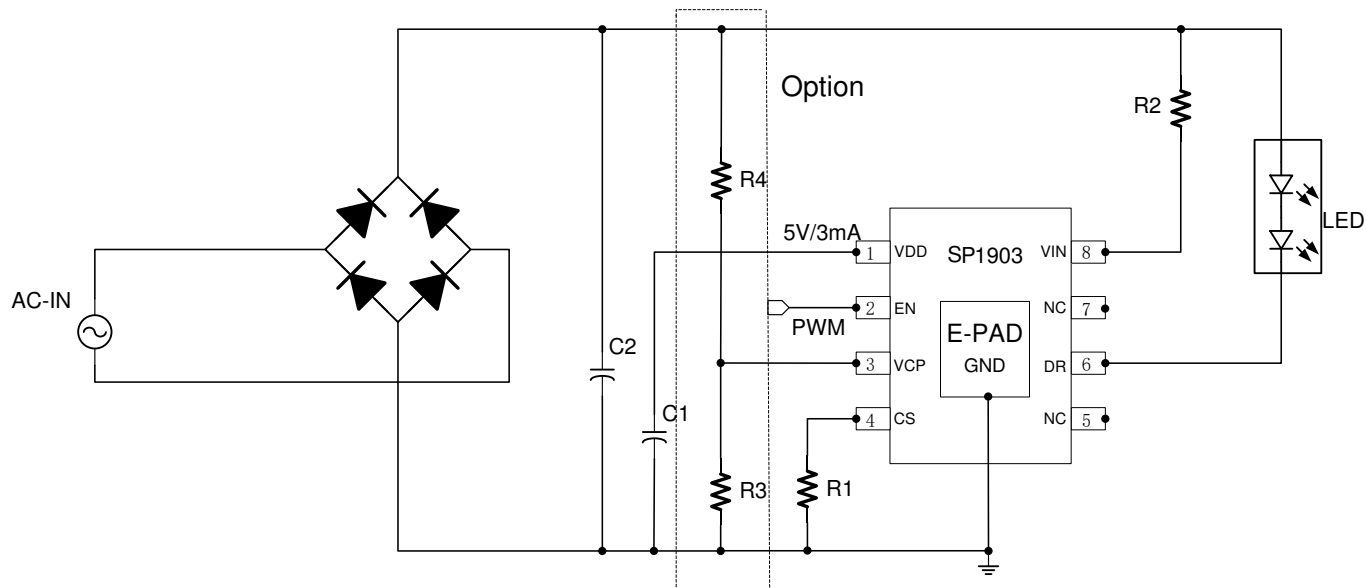 Option
R2
R4
LED
5V/3mA
1 VDD SP1903 VIN 8
AC-IN
2 EN NC 7
PWM
E-PAD
C2
3 VCP GND DR 6
C1
4 CS NC 5
R3
R1